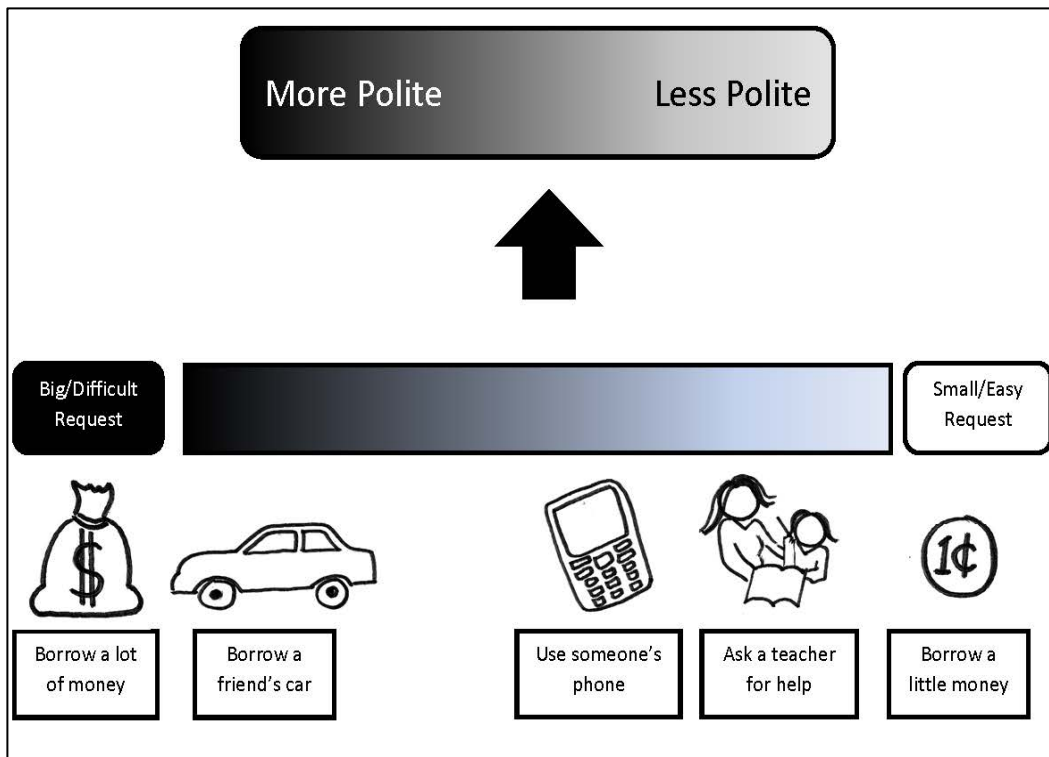 More Polite
Less Polite
Big/Difficult
Request
Small/Easy
Request
$
1¢
Borrow a lot
of money
Borrow a
friend's car
Use someone's
phone
Ask a teacher
for help
Borrow a
little money